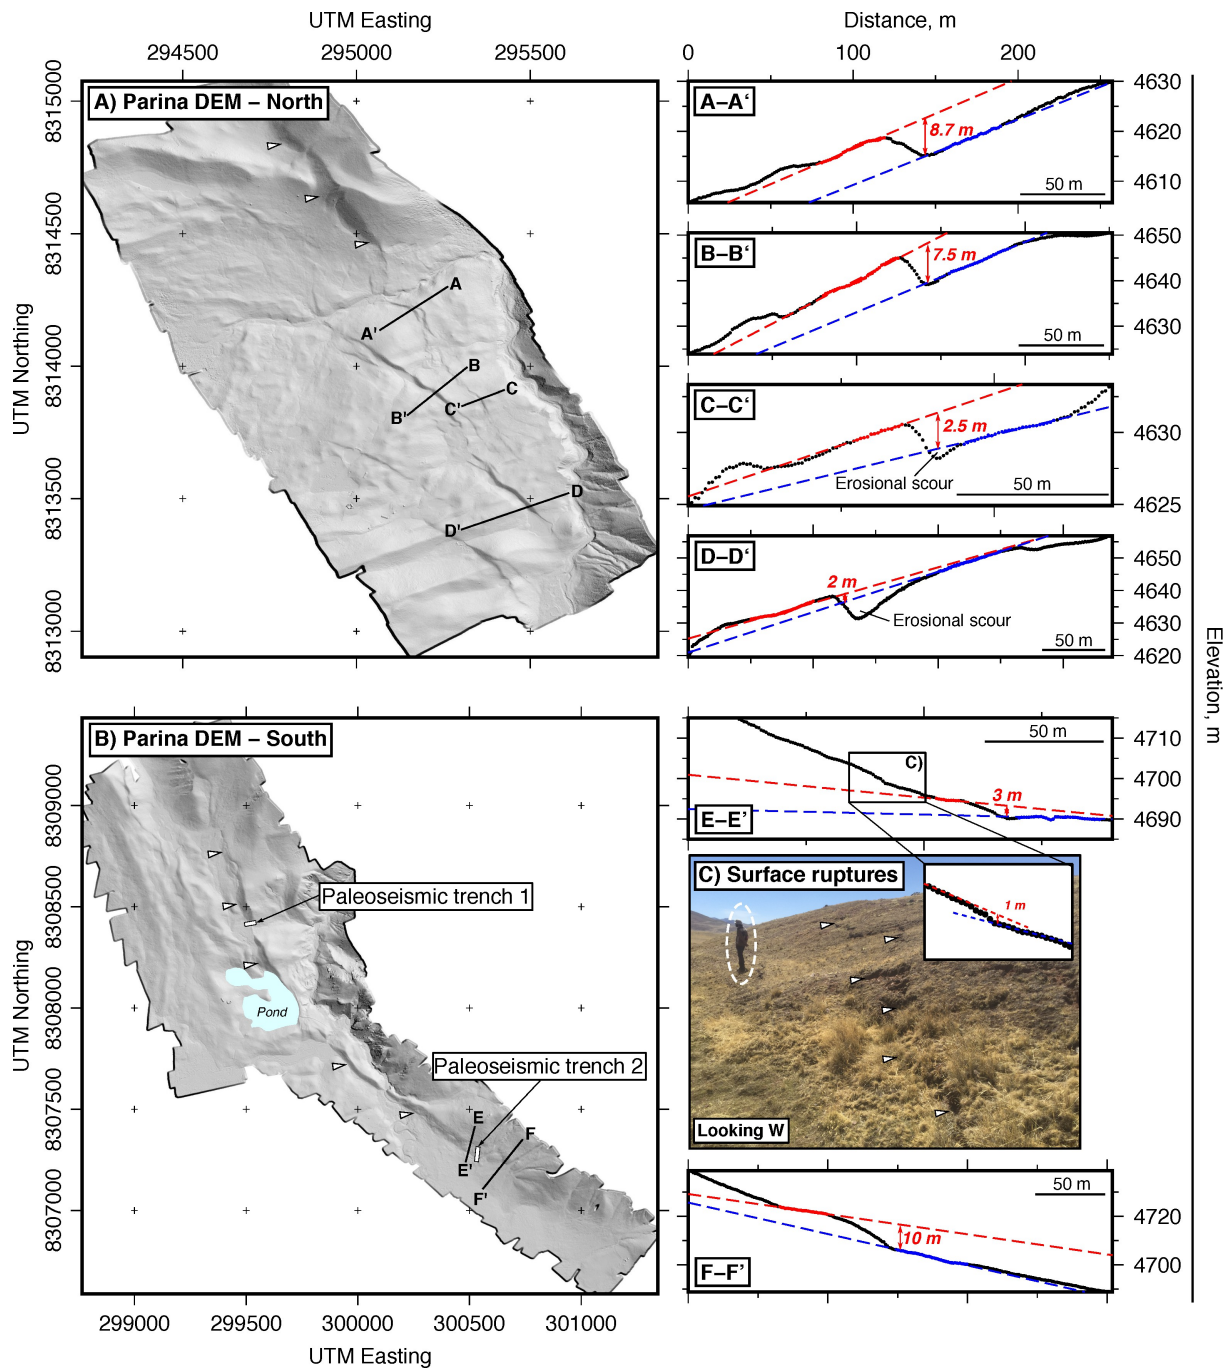 UTM Easting
294500 295000 295500
A) Parina DEM – North
UTM Northing
8315000
8314500
8314000
8313500
8313000
A
A'
B
B'
C
C'
D
D'
Distance, m
0 100 200
A–A‘
8.7 m
50 m
4630
4620
4610
B–B‘
7.5 m
50 m
4650
4640
4630
C–C‘
2.5 m
Erosional scour
50 m
4630
4625
D–D‘
2 m
Erosional scour
50 m
4650
4640
4630
4620
Elevation, m
B) Parina DEM – South
UTM Northing
8309000
8308500
8308000
8307500
8307000
Paleoseismic trench 1
Pond
Paleoseismic trench 2
E
E'
F
F'
299000 299500 300000 300500 301000
UTM Easting
50 m
C)
3 m
E–E’
4710
4700
4690
C) Surface ruptures
1 m
Looking W
50 m
10 m
F–F’
4720
4700